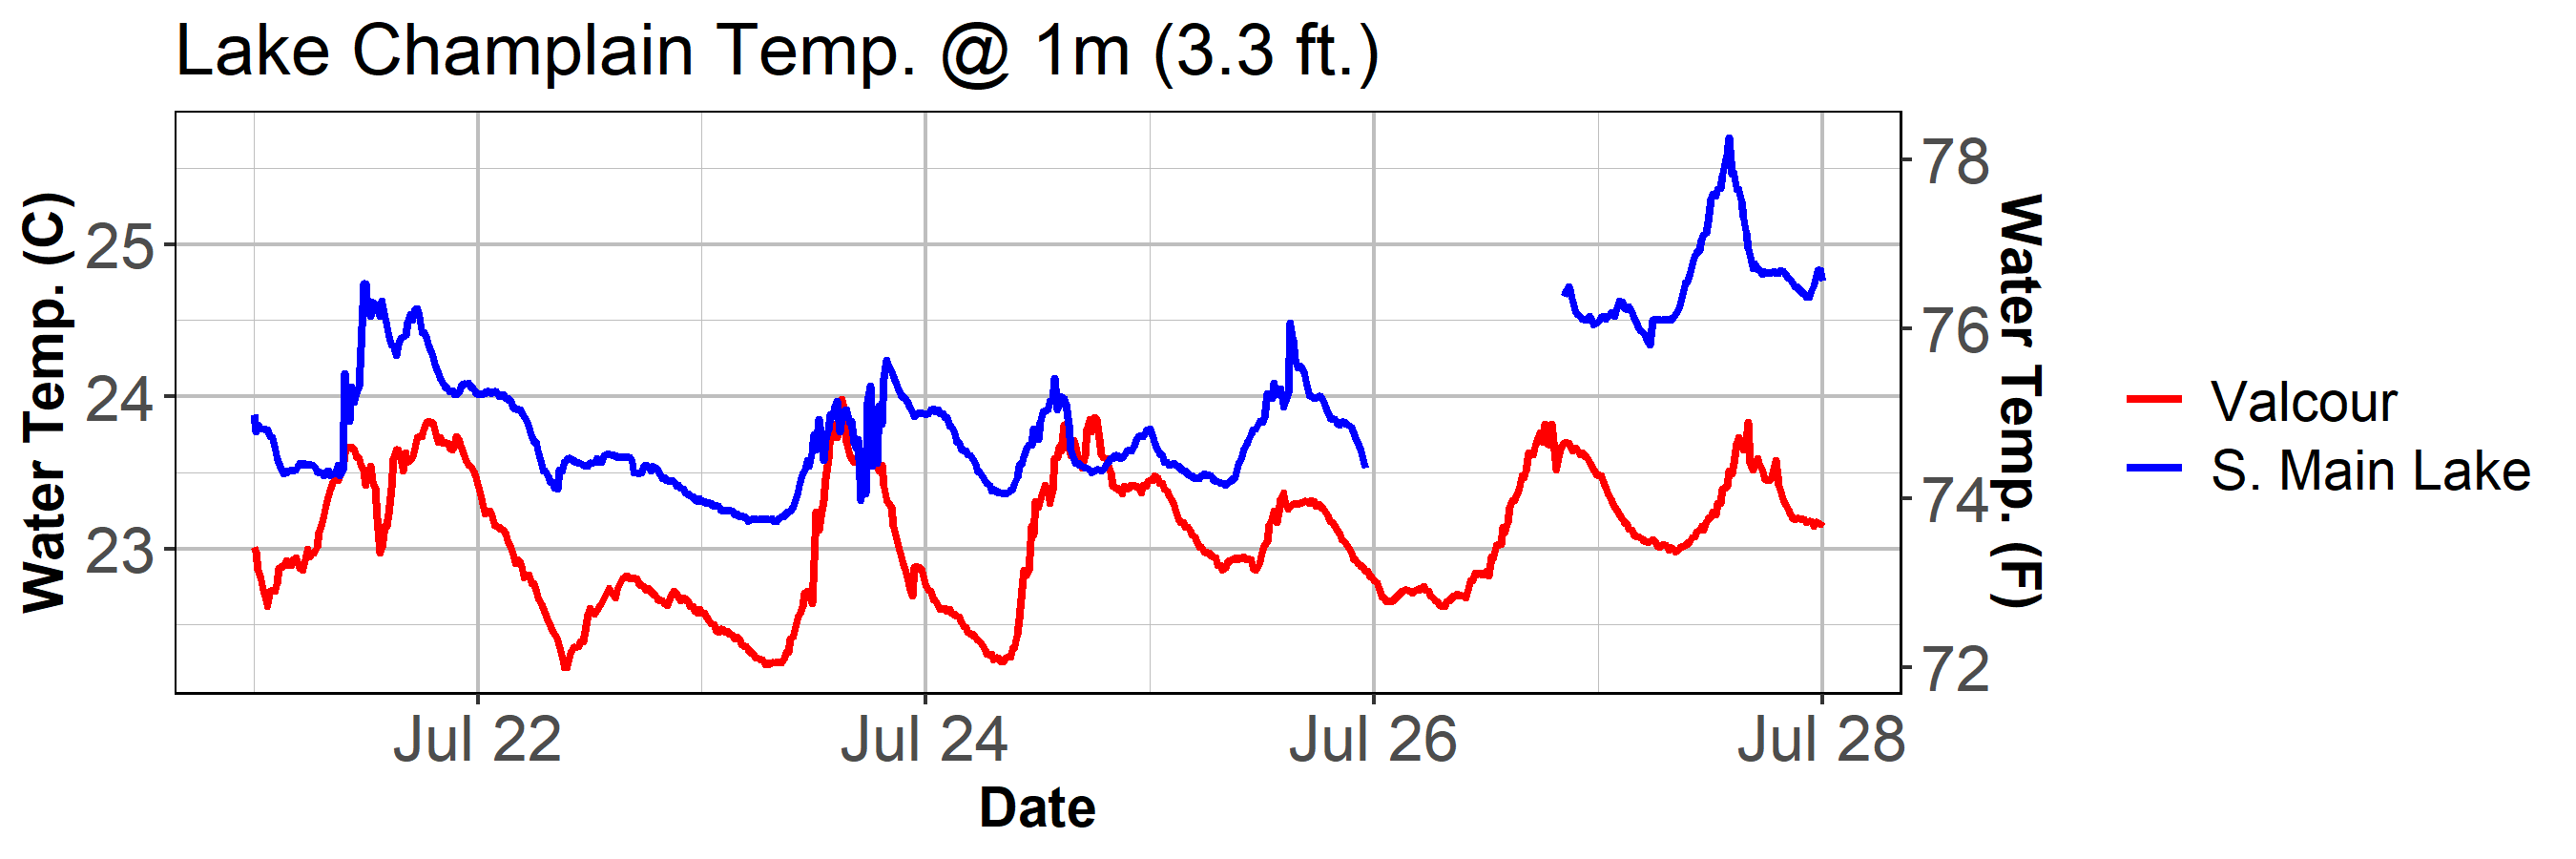 Lake Champlain Temp. @ 1m (3.3 ft.)
Water Temp. (C)
25
24
23
78
76
74
72
Water Temp. (F)
Jul 22
Jul 24
Jul 26
Jul 28
Date
Valcour
S. Main Lake